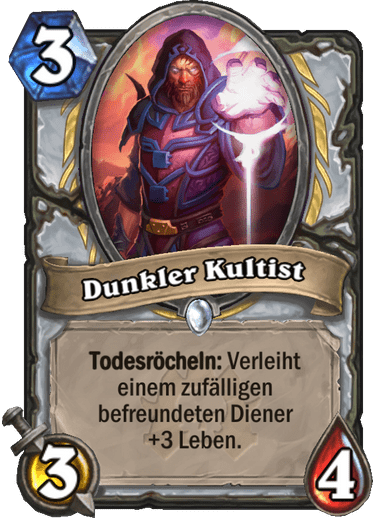 3
Dunkler Kultist
Todesröcheln: Verleiht
einem zufälligen
befreundeten Diener
+3 Leben.
3
4